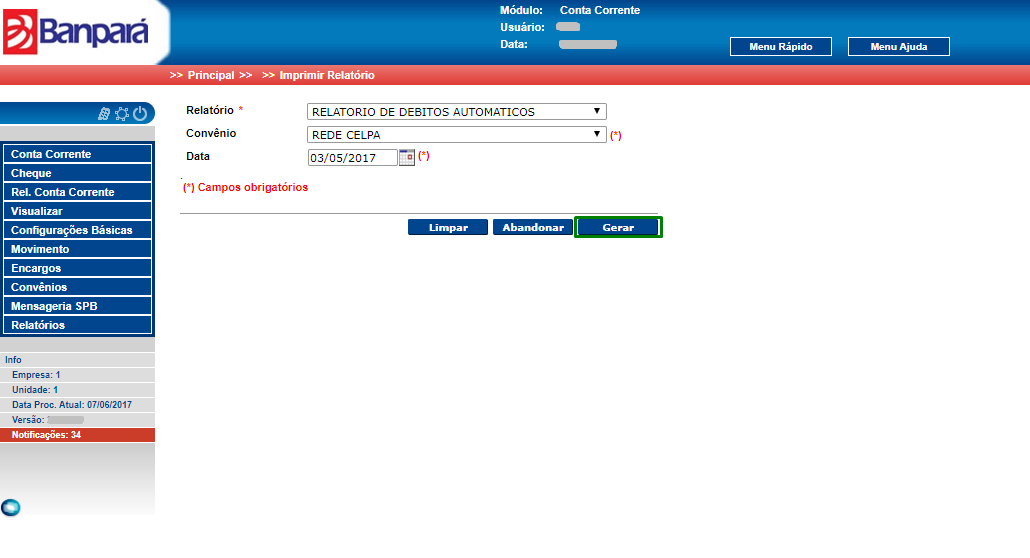 Banpará
Módulo: Conta Corrente
Usuário:
Data:
Menu Rápido
Menu Ajuda
>> Principal >> >> Imprimir Relatório
Relatório * RELATORIO DE DEBITOS AUTOMATICOS
Convênio REDE CELPA (*)
Data 03/05/2017 (*)
(*) Campos obrigatórios
Limpar Abandonar Gerar
Conta Corrente
Cheque
Rel. Conta Corrente
Visualizar
Configurações Básicas
Movimento
Encargos
Convênios
Mensageria SPB
Relatórios
Info
Empresa: 1
Unidade: 1
Data Proc. Atual: 07/06/2017
Versão:
Notificações: 34